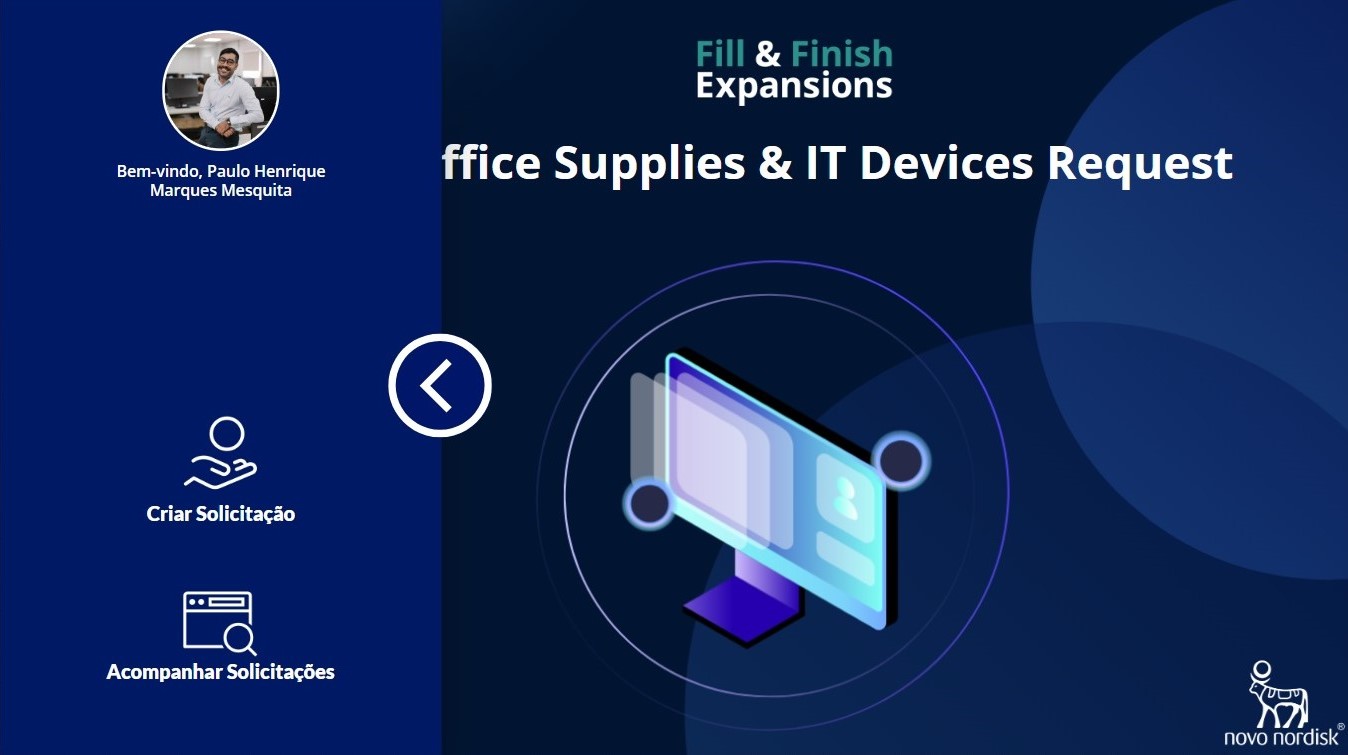 Bem-vindo, Paulo Henrique
Marques Mesquita
Criar Solicitação
Acompanhar Solicitações
Fill & Finish
Expansions
ffice Supplies & IT Devices Request
novo nordisk®